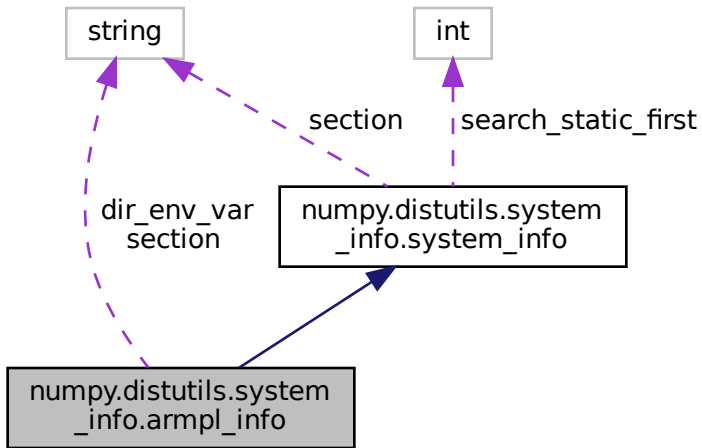 string
int
section
search_static_first
numpy.distutils.system
_info.system_info
dir_env_var
section
numpy.distutils.system
_info.armpl_info